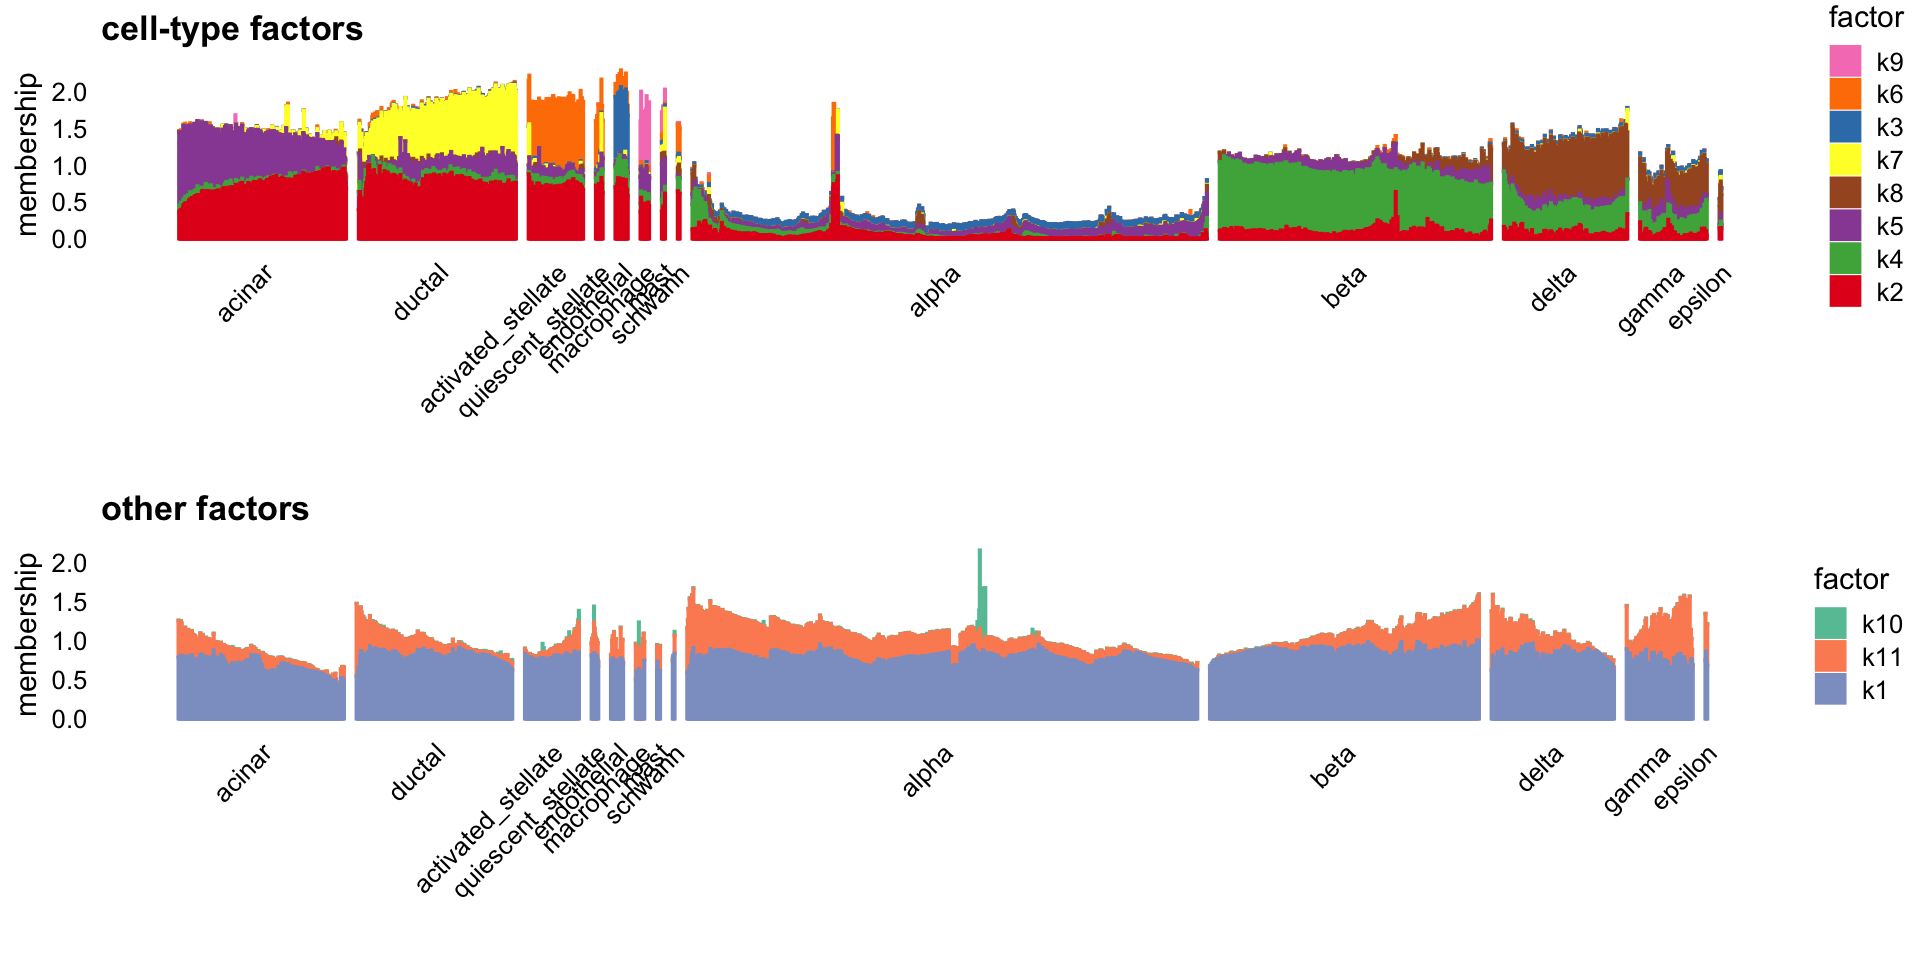 cell-type factors
membership
2.0
1.5
1.0
0.5
0.0
acinar
ductal
activated_stellate
quiescent_stellate
endothelial
macrophage
mast
schwann
alpha
beta
delta
gamma
epsilon
factor
k9
k6
k3
k7
k8
k5
k4
k2
other factors
membership
2.0
1.5
1.0
0.5
0.0
acinar
ductal
activated_stellate
quiescent_stellate
endothelial
macrophage
mast
schwann
alpha
beta
delta
gamma
epsilon
factor
k10
k11
k1